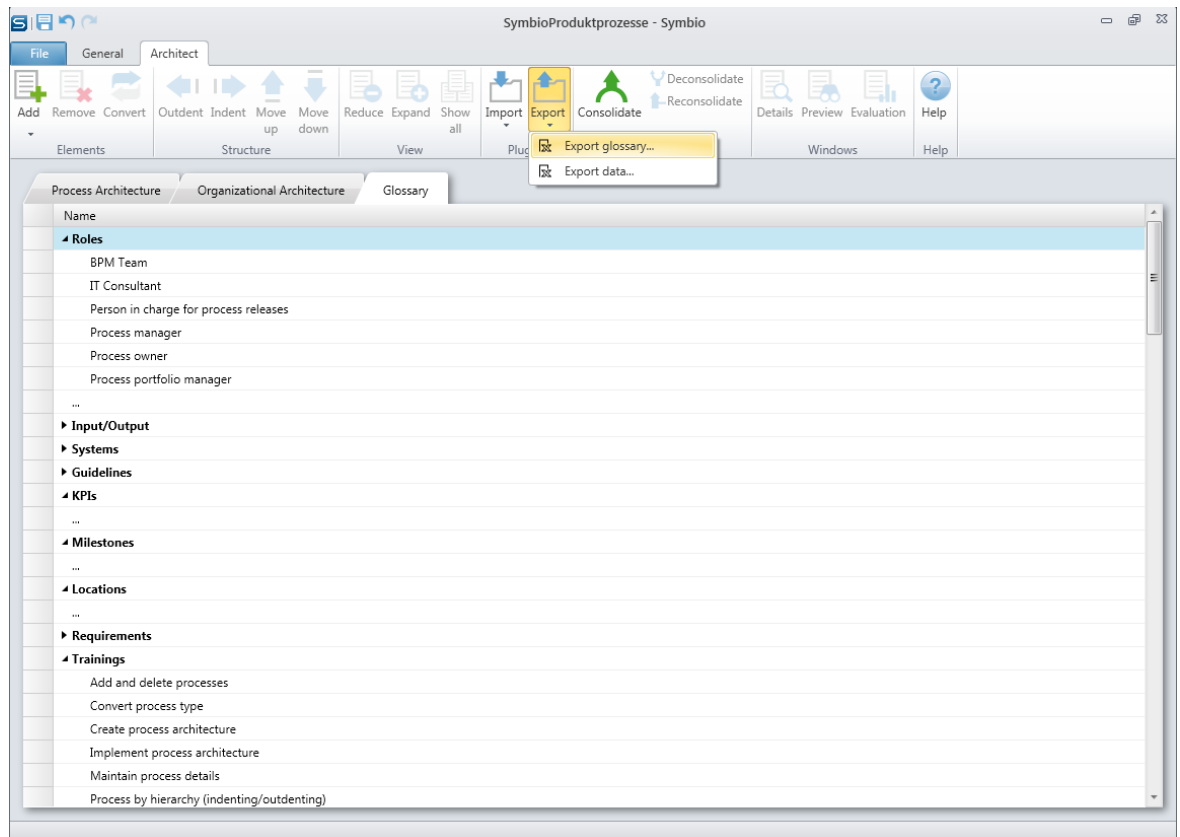 SymbioProduktprozesse - Symbio
File General Architect
Add Remove Convert Outdent Indent Move up Move down Reduce Expand Show all Import Export Consolidate Deconsolidate Reconsolidate Details Preview Evaluation Help
Elements Structure View Plug Windows Help
Export glossary...
Export data...
Process Architecture Organizational Architecture Glossary
Name
Roles
BPM Team
IT Consultant
Person in charge for process releases
Process manager
Process owner
Process portfolio manager
...
Input/Output
Systems
Guidelines
KPIs
...
Milestones
...
Locations
...
Requirements
Trainings
Add and delete processes
Convert process type
Create process architecture
Implement process architecture
Maintain process details
Process by hierarchy (indenting/outdenting)